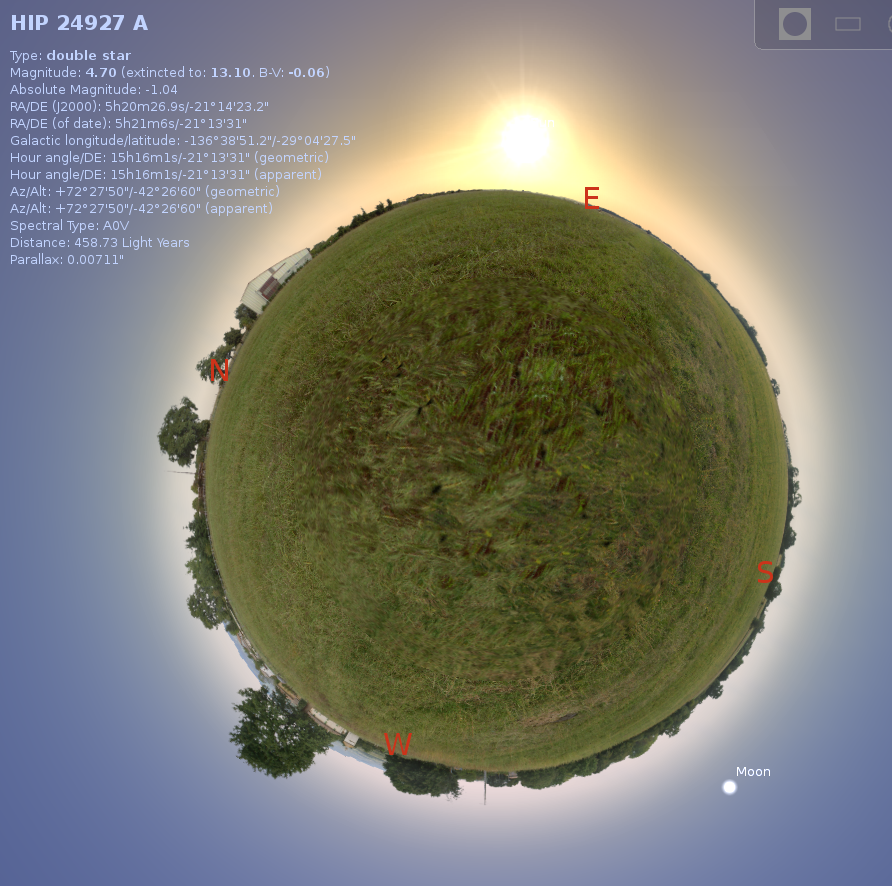 HIP 24927 A
Type: double star
Magnitude: 4.70 (extincted to: 13.10. B-V: -0.06)
Absolute Magnitude: -1.04
RA/DE (J2000): 5h20m26.9s/-21°14'23.2"
RA/DE (of date): 5h21m6s/-21°13'31"
Galactic longitude/latitude: -136°38'51.2"/-29°04'27.5"
Hour angle/DE: 15h16m1s/-21°13'31" (geometric)
Hour angle/DE: 15h16m1s/-21°13'31" (apparent)
Az/Alt: +72°27'50"/-42°26'60" (geometric)
Az/Alt: +72°27'50"/-42°26'60" (apparent)
Spectral Type: A0V
Distance: 458.73 Light Years
Parallax: 0.00711"
E
N
S
W
Moon